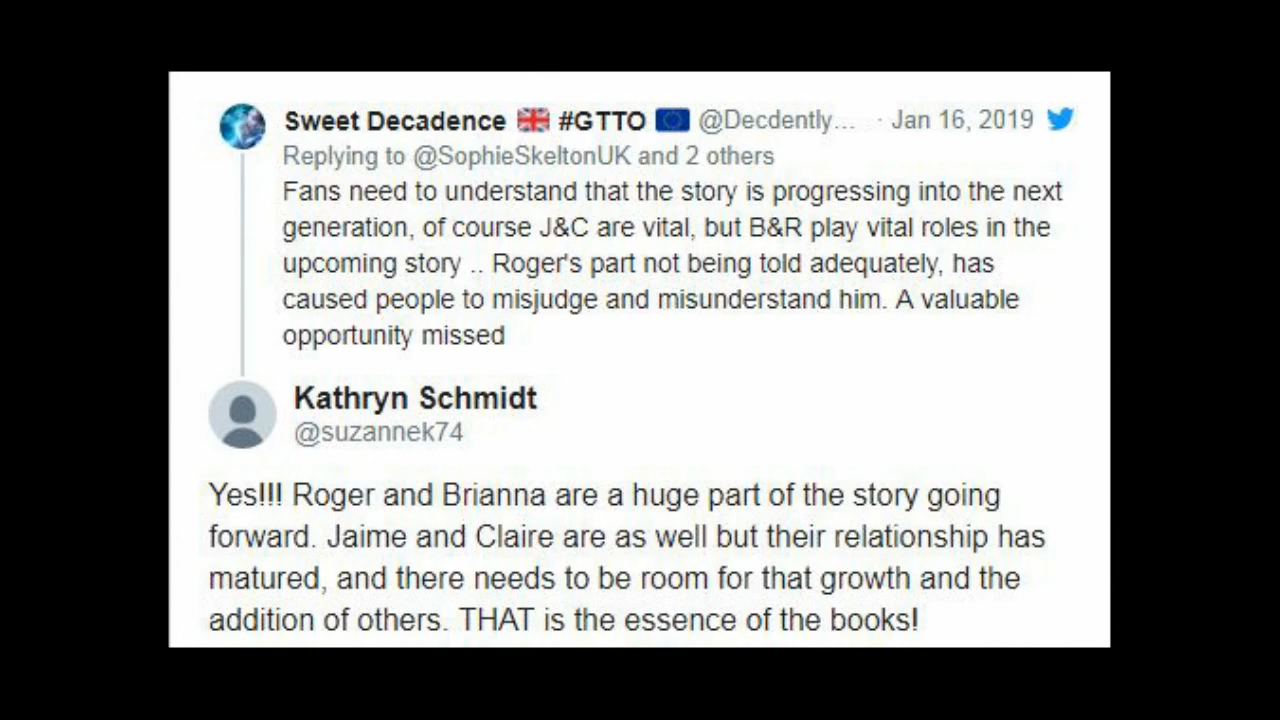 Sweet Decadence 🇬🇧 #GTTO 🇪🇺 @Decdently... · Jan 16, 2019
Replying to @SophieSkeltonUK and 2 others
Fans need to understand that the story is progressing into the next
generation, of course J&C are vital, but B&R play vital roles in the
upcoming story .. Roger's part not being told adequately, has
caused people to misjudge and misunderstand him. A valuable
opportunity missed
Kathryn Schmidt
@suzannek74
Yes!!! Roger and Brianna are a huge part of the story going
forward. Jaime and Claire are as well but their relationship has
matured, and there needs to be room for that growth and the
addition of others. THAT is the essence of the books!